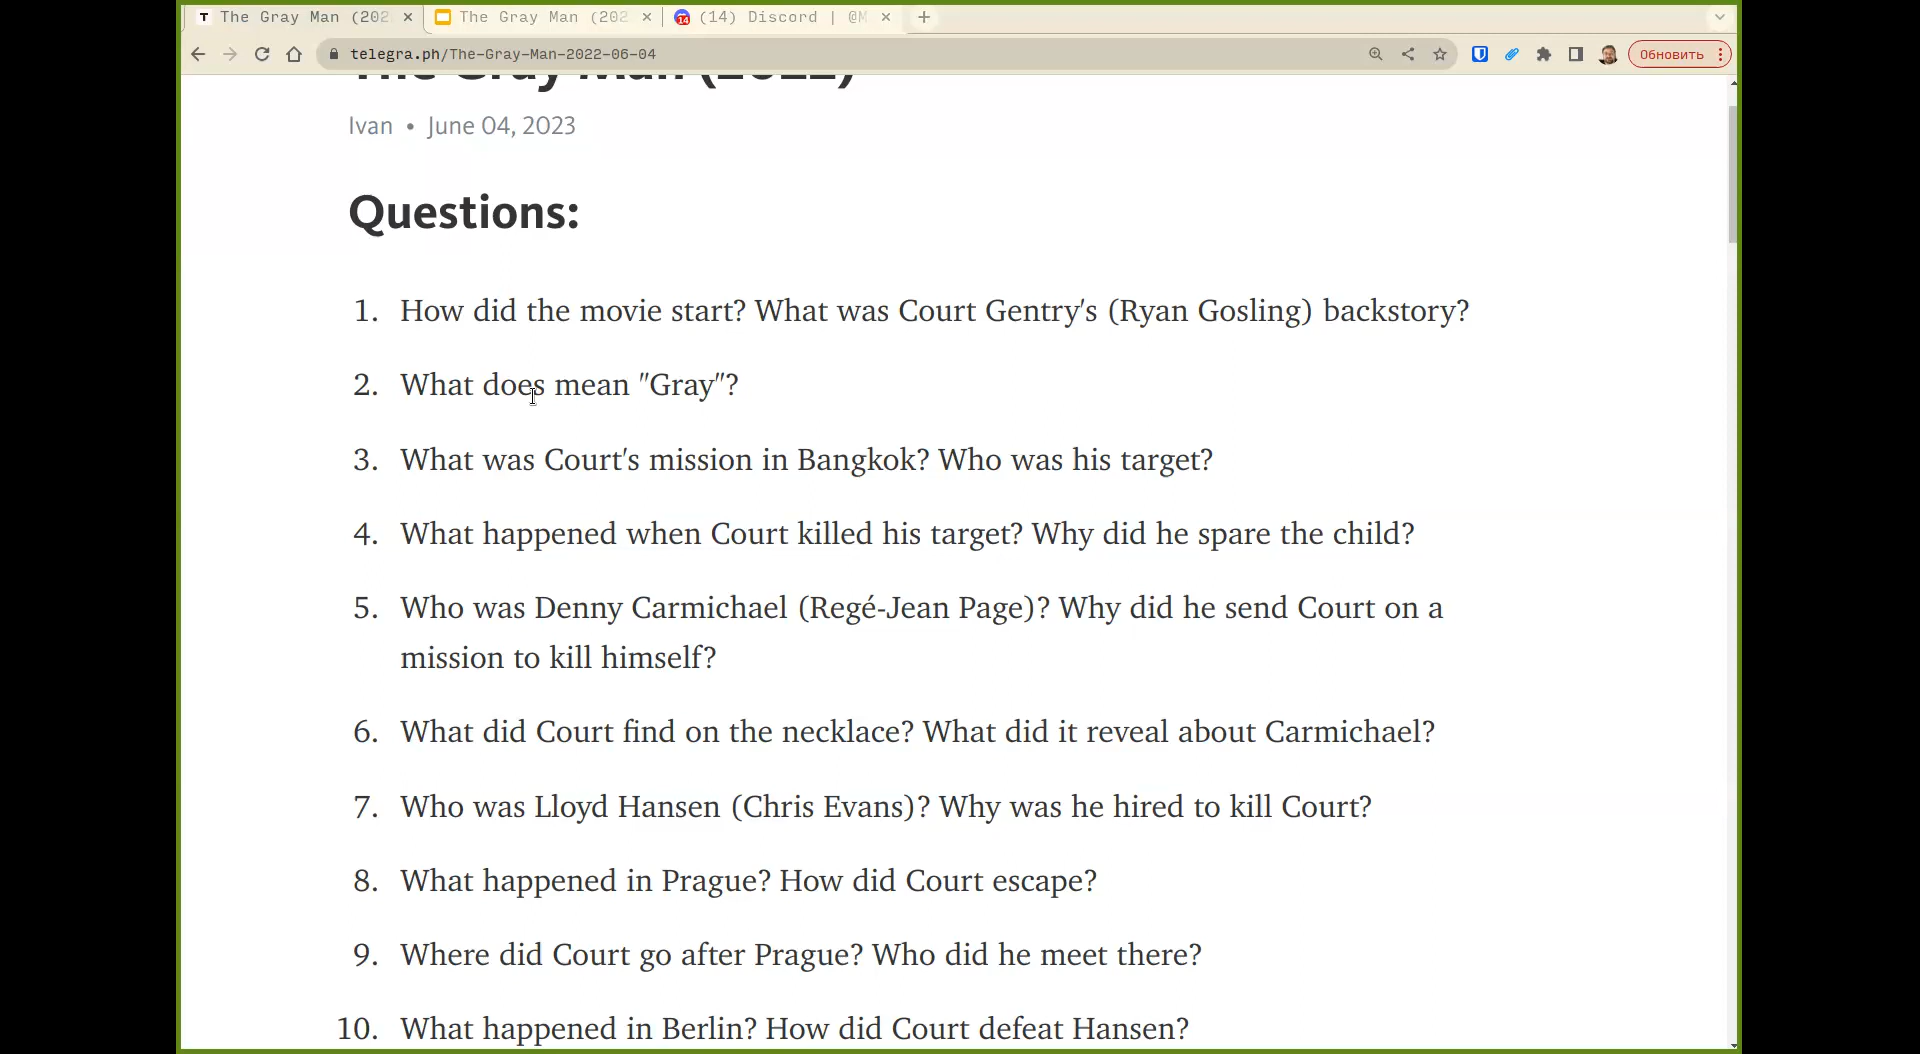 The Gray Man (202
The Gray Man (202
(14) Discord | @M
telegra.ph/The-Gray-Man-2022-06-04
Обновить
The Gray Man (2022)
Ivan • June 04, 2023
Questions:
1. How did the movie start? What was Court Gentry's (Ryan Gosling) backstory?
2. What does mean "Gray"?
3. What was Court's mission in Bangkok? Who was his target?
4. What happened when Court killed his target? Why did he spare the child?
5. Who was Denny Carmichael (Regé-Jean Page)? Why did he send Court on a
mission to kill himself?
6. What did Court find on the necklace? What did it reveal about Carmichael?
7. Who was Lloyd Hansen (Chris Evans)? Why was he hired to kill Court?
8. What happened in Prague? How did Court escape?
9. Where did Court go after Prague? Who did he meet there?
10. What happened in Berlin? How did Court defeat Hansen?